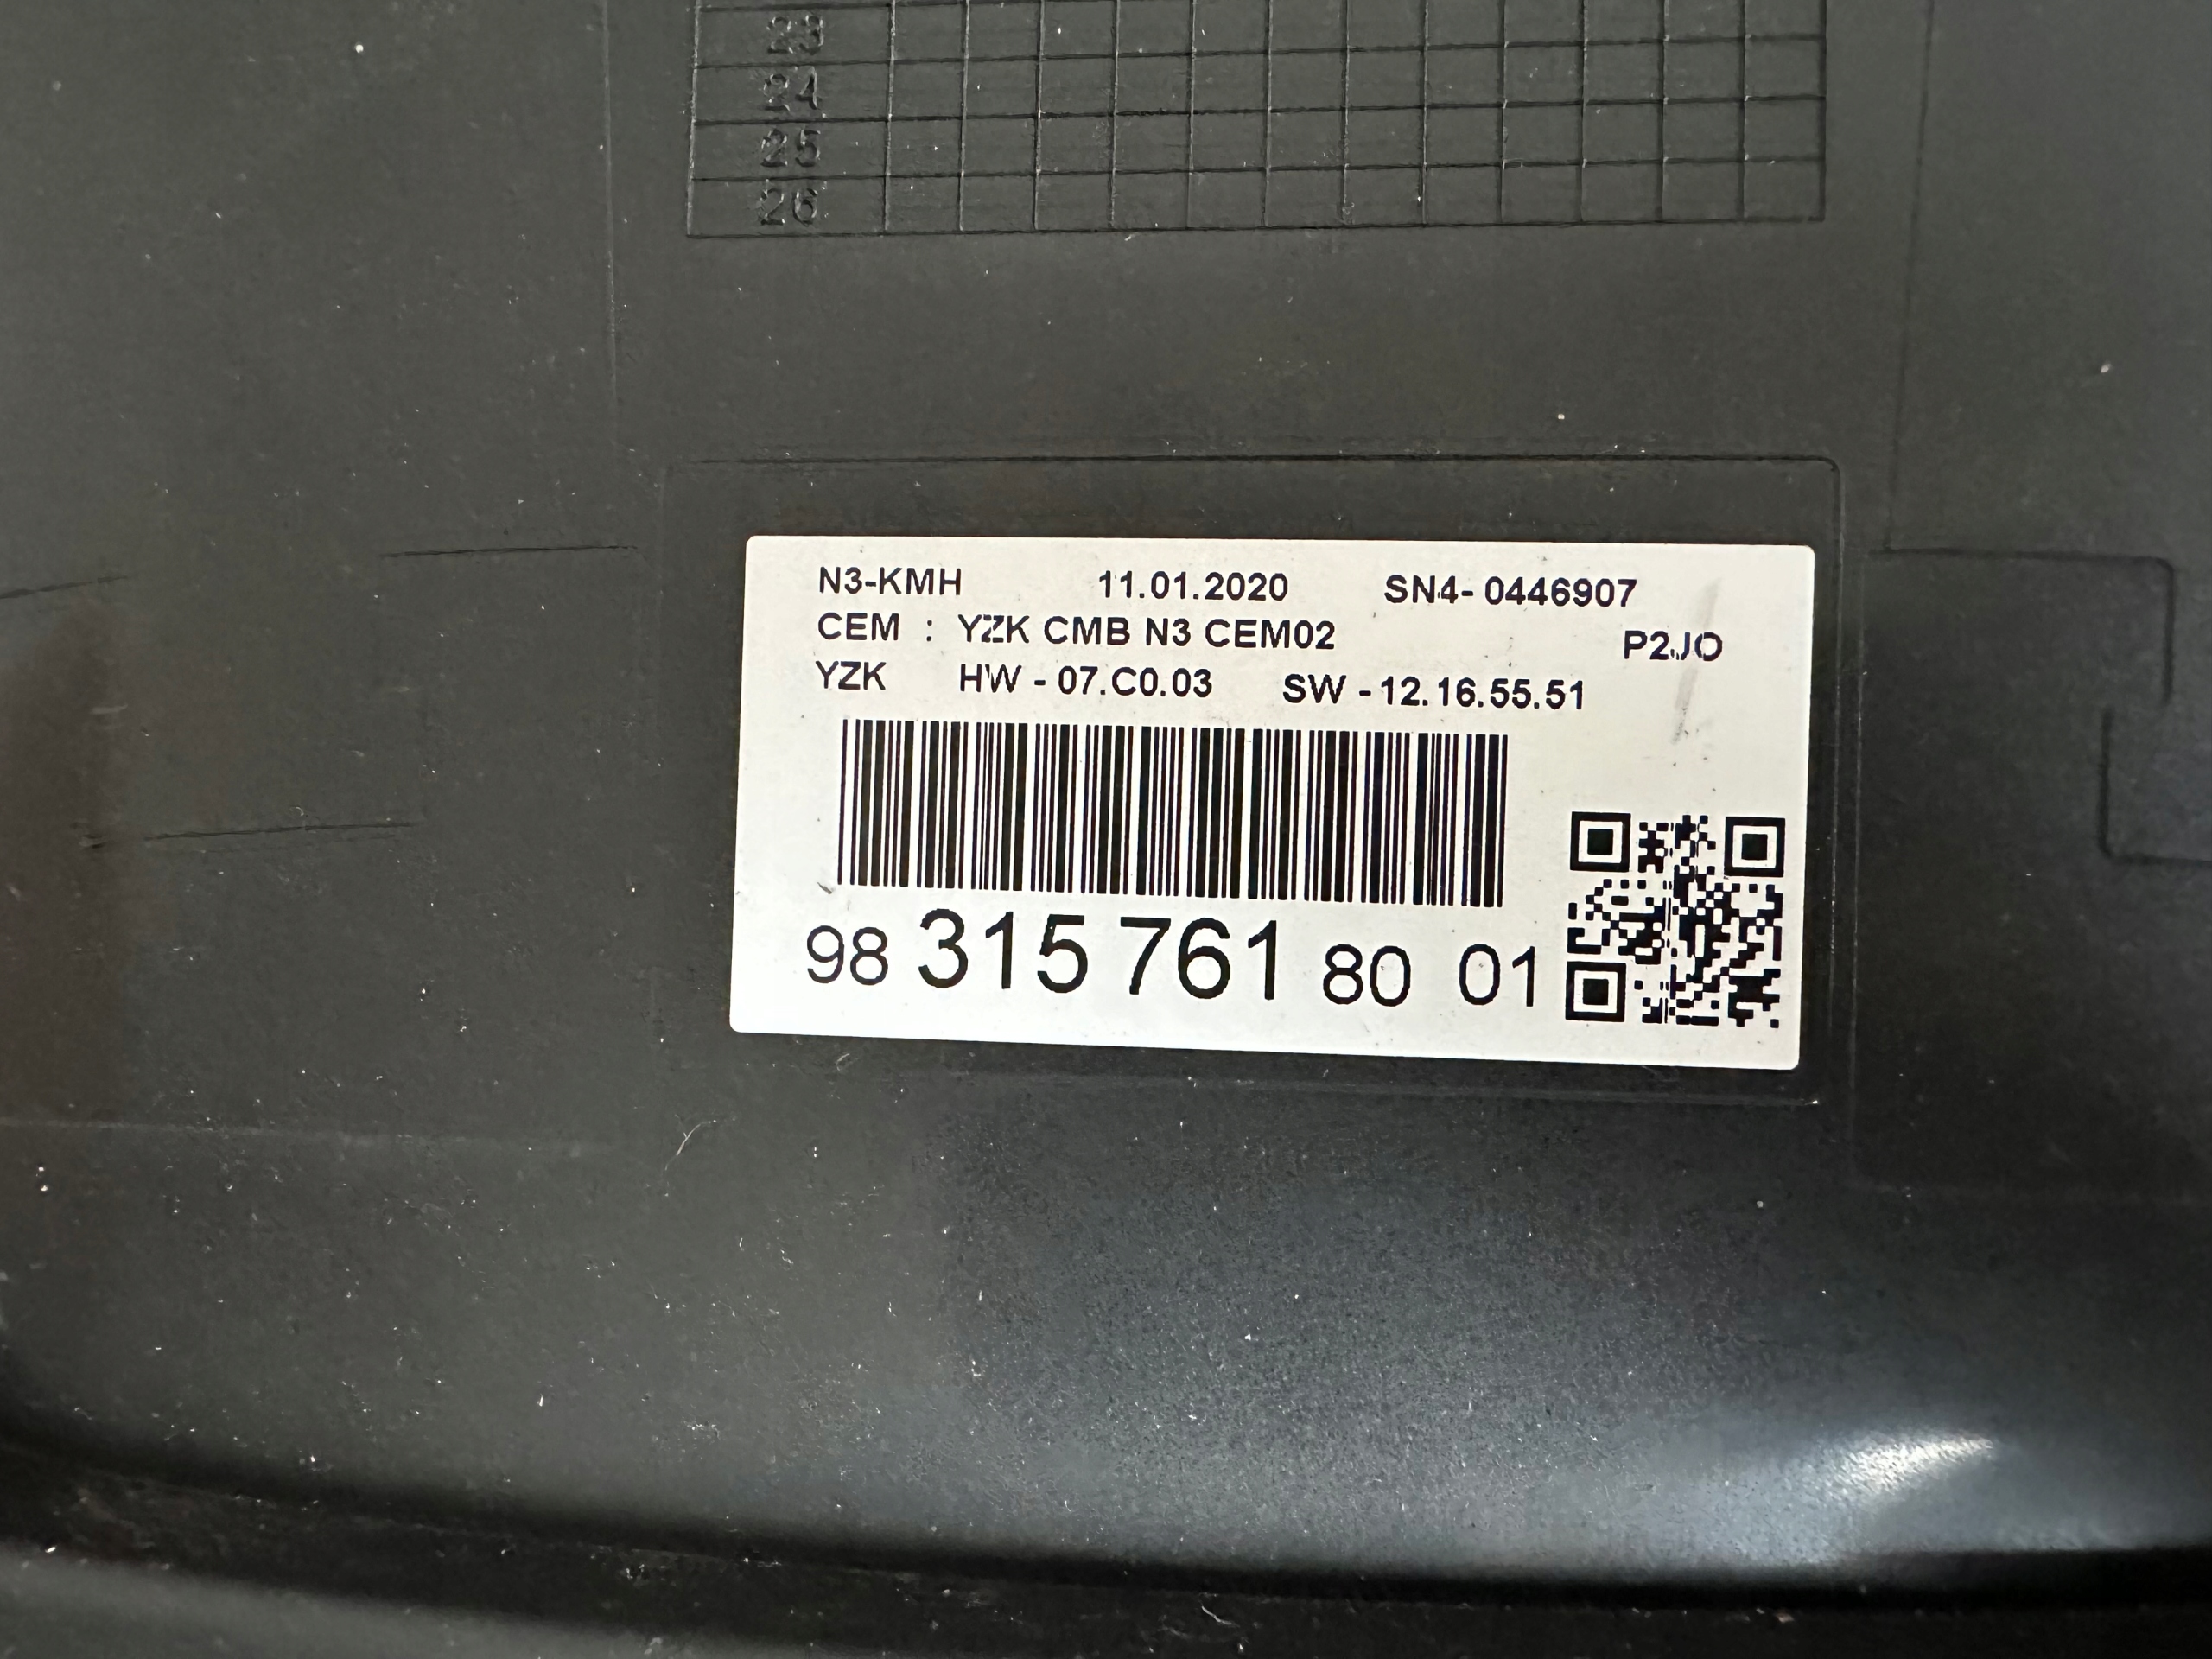 23
24
25
26
N3-KMH 11.01.2020 SN4- 0446907
CEM : YZK CMB N3 CEM02 P2JO
YZK HW - 07.C0.03 SW - 12.16.55.51
98 315 761 80 01